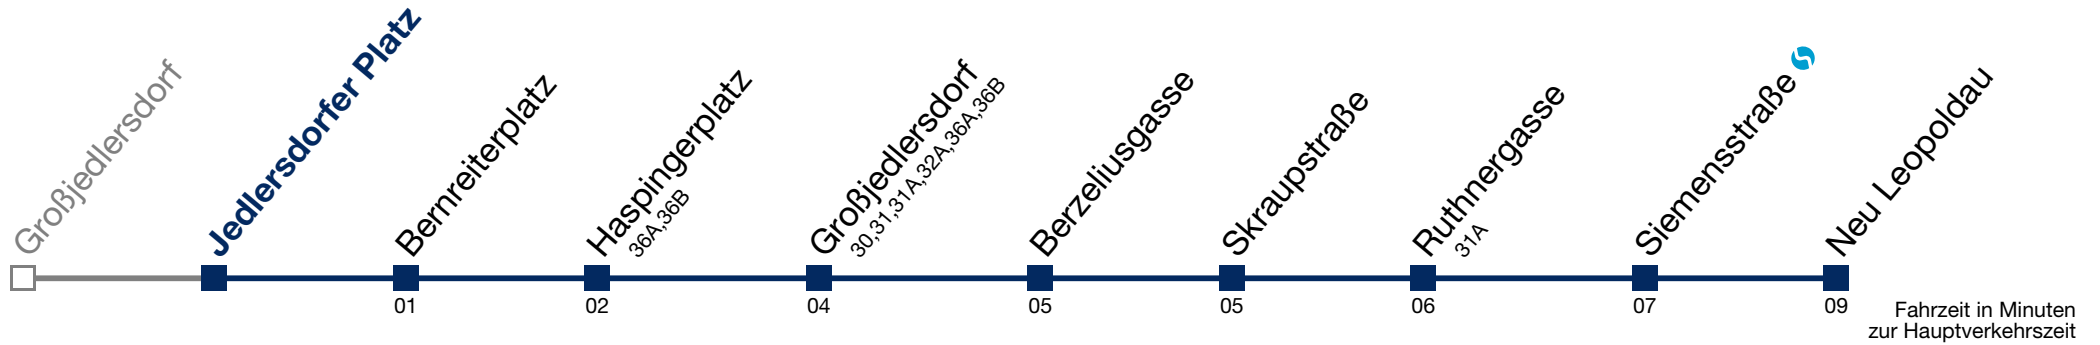 Großjedlersdorf
Jedlersdorfer Platz
Bernreiterplatz
01
Haspingerplatz
36A,36B
02
Großjedlersdorf
30,31,31A,32A,36A,36B
04
Berzeliusgasse
05
Skraupstraße
05
Ruthnergasse
31A
06
Siemensstraße
07
Neu Leopoldau
09
Fahrzeit in Minuten
zur Hauptverkehrszeit